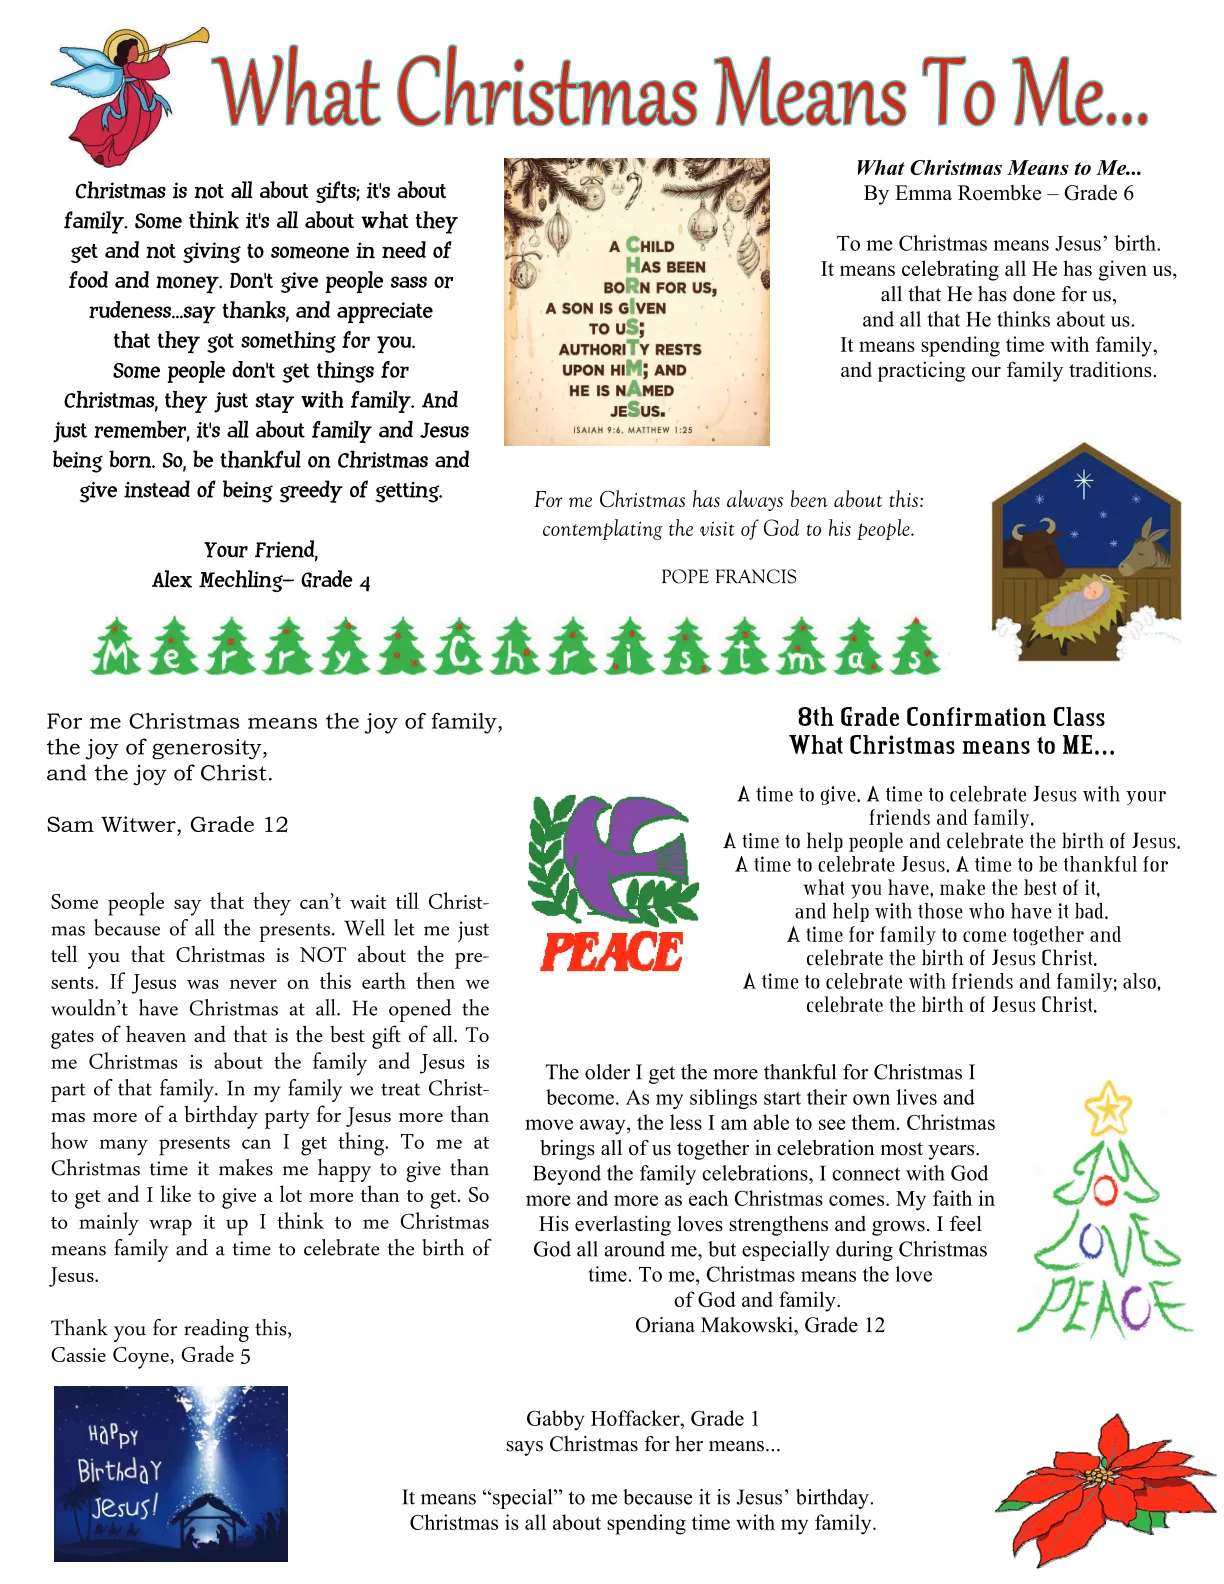 What Christmas Means To Me...
Christmas is not all about gifts; it's about
family. Some think it's all about what they
get and not giving to someone in need of
food and money. Don't give people sass or
rudeness...say thanks, and appreciate
that they got something for you.
Some people don't get things for
Christmas, they just stay with family. And
just remember, it's all about family and Jesus
being born. So, be thankful on Christmas and
give instead of being greedy of getting.
Your Friend,
Alex Mechling– Grade 4
A CHILD
HAS BEEN
BORN FOR US,
A SON IS GIVEN
TO US;
AUTHORITY RESTS
UPON HIM; AND
HE IS NAMED
JESUS.
ISAIAH 9:6, MATTHEW 1:25
For me Christmas has always been about this:
contemplating the visit of God to his people.
POPE FRANCIS
What Christmas Means to Me...
By Emma Roembke – Grade 6
To me Christmas means Jesus’ birth.
It means celebrating all He has given us,
all that He has done for us,
and all that He thinks about us.
It means spending time with family,
and practicing our family traditions.
Merry Christmas
For me Christmas means the joy of family,
the joy of generosity,
and the joy of Christ.
Sam Witwer, Grade 12
Some people say that they can’t wait till Christ-
mas because of all the presents. Well let me just
tell you that Christmas is NOT about the pre-
sents. If Jesus was never on this earth then we
wouldn’t have Christmas at all. He opened the
gates of heaven and that is the best gift of all. To
me Christmas is about the family and Jesus is
part of that family. In my family we treat Christ-
mas more of a birthday party for Jesus more than
how many presents can I get thing. To me at
Christmas time it makes me happy to give than
to get and I like to give a lot more than to get. So
to mainly wrap it up I think to me Christmas
means family and a time to celebrate the birth of
Jesus.
Thank you for reading this,
Cassie Coyne, Grade 5
PEACE
8th Grade Confirmation Class
What Christmas means to ME...
A time to give. A time to celebrate Jesus with your
friends and family.
A time to help people and celebrate the birth of Jesus.
A time to celebrate Jesus. A time to be thankful for
what you have, make the best of it,
and help with those who have it bad.
A time for family to come together and
celebrate the birth of Jesus Christ.
A time to celebrate with friends and family; also,
celebrate the birth of Jesus Christ.
The older I get the more thankful for Christmas I
become. As my siblings start their own lives and
move away, the less I am able to see them. Christmas
brings all of us together in celebration most years.
Beyond the family celebrations, I connect with God
more and more as each Christmas comes. My faith in
His everlasting loves strengthens and grows. I feel
God all around me, but especially during Christmas
time. To me, Christmas means the love
of God and family.
Oriana Makowski, Grade 12
JOY
LOVE
PEACE
Happy
Birthday
Jesus!
Gabby Hoffacker, Grade 1
says Christmas for her means...
It means “special” to me because it is Jesus’ birthday.
Christmas is all about spending time with my family.